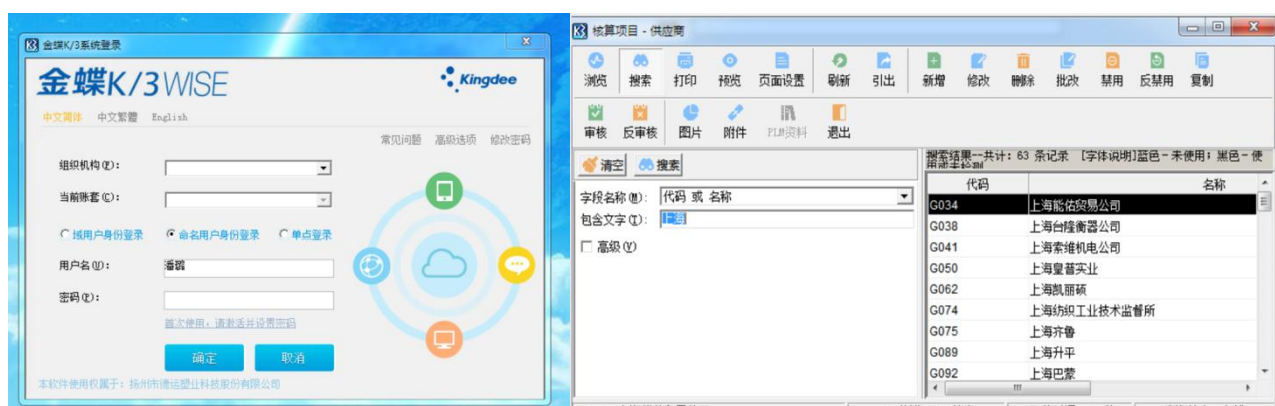 金蝶K/3系统登录
金蝶K/3 WISE
Kingdee
中文简体 中文繁體 English
常见问题 高级选项 修改密码
组织机构(P):
当前账套(C):
域用户身份登录 命名用户身份登录 单点登录
用户名(U):
密码(P):
首次使用,请激活并设置密码
确定 取消
本软件使用权属于:扬州市德运塑业科技股份有限公司
核算项目 - 供应商
浏览 搜索 打印 预览 页面设置 刷新 引出 新增 修改 删除 批改 禁用 反禁用 复制
审核 反审核 图片 附件 PLM资料 退出
清空 搜索
字段名称(M): 代码 或 名称
包含文字(T): 上海
高级(V)
搜索结果--共计: 63 条记录 【字体说明】蓝色-未使用; 黑色-使
用或未检测
代码 名称
G034 上海能佑贸易公司
G038 上海台隆衡器公司
G041 上海索维机电公司
G050 上海皇普实业
G062 上海凯丽硕
G074 上海纺织工业技术监督所
G075 上海齐鲁
G089 上海升平
G092 上海巴蒙